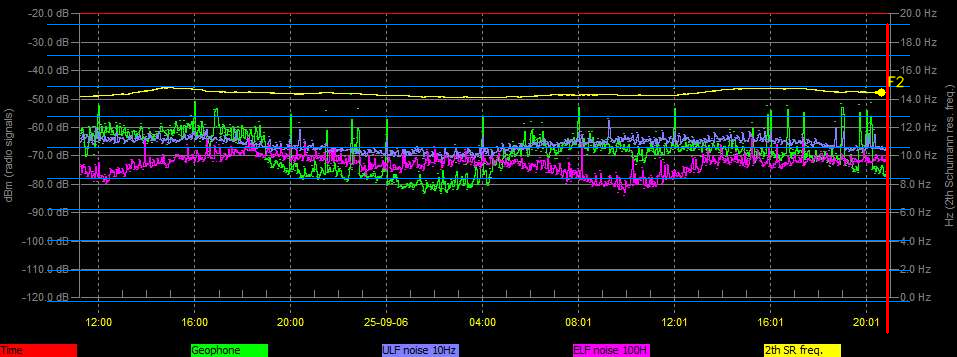 -20.0 dB
20.0 Hz
-30.0 dB
18.0 Hz
-40.0 dB
16.0 Hz
F2
-50.0 dB
14.0 Hz
-60.0 dB
12.0 Hz
-70.0 dB
10.0 Hz
-80.0 dB
8.0 Hz
-90.0 dB
6.0 Hz
-100.0 dB
4.0 Hz
-110.0 dB
2.0 Hz
-120.0 dB
0.0 Hz
dBm (radio signals)
Hz (2th Schumann res. freq.)
12:00 16:00 20:00 25-09-06 04:00 08:01 12:01 16:01 20:01
Time Geophone ULF noise 10Hz ELF noise 100H 2th SR freq.